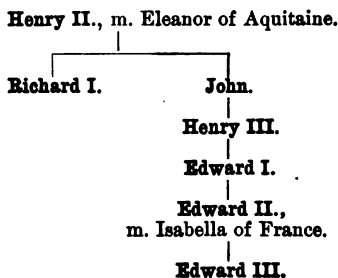 Henry II., m. Eleanor of Aquitaine.
Richard I. John.
Henry III.
Edward I.
Edward II.,
m. Isabella of France.
Edward III.